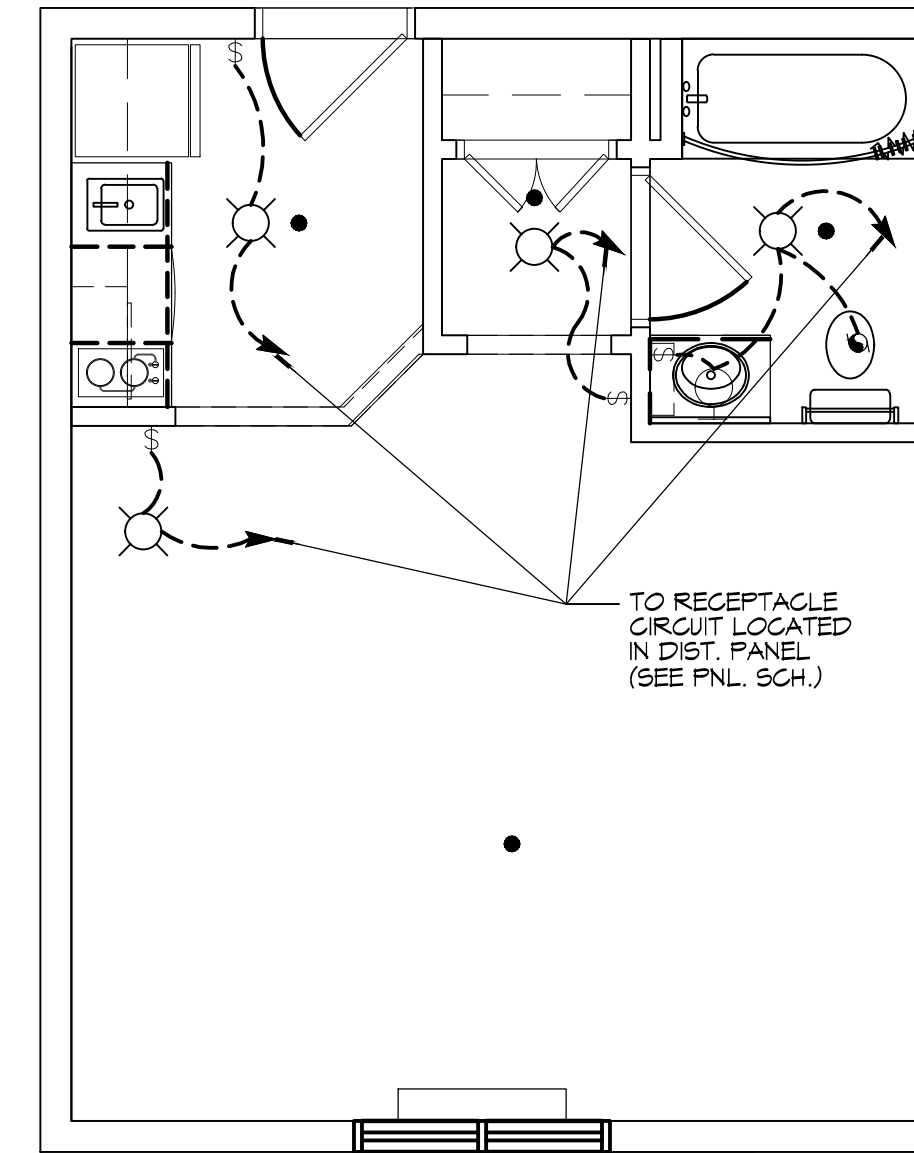 $
$
$
$
TO RECEPTACLE
CIRCUIT LOCATED
IN DIST. PANEL
(SEE PNL. SCH.)